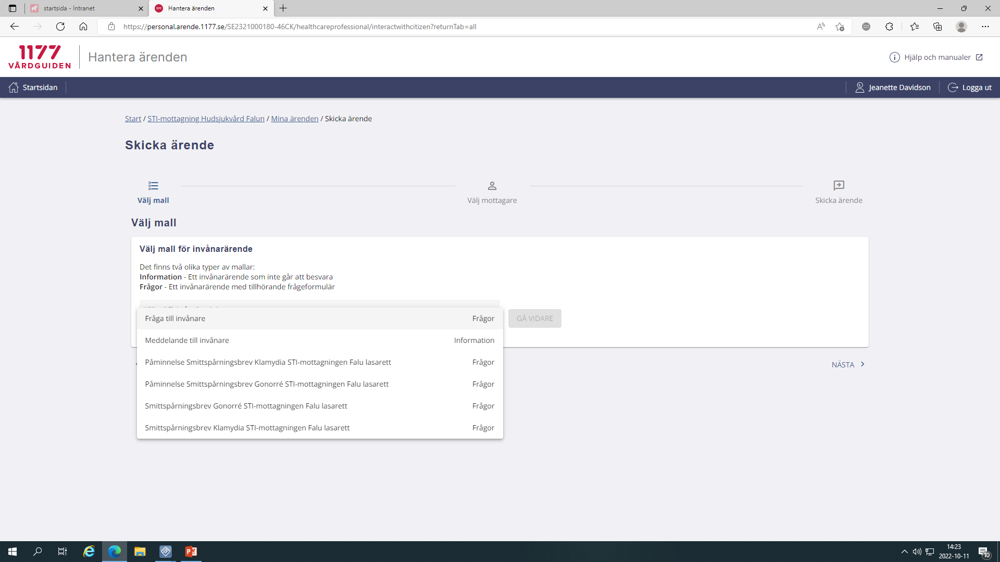 startsida - Intranet
Hantera ärenden
https://personal.arende.1177.se/SE2321000180-46CK/healthcareprofessional/interactwithcitizen?returnTab=all
1177
VÅRDGUIDEN
Hantera ärenden
Hjälp och manualer
Startsidan
Jeanette Davidson
Logga ut
Start / STI-mottagning Hudsjukvård Falun / Mina ärenden / Skicka ärende
Skicka ärende
Välj mall
Välj mottagare
Skicka ärende
Välj mall
Välj mall för invånarärende
Det finns två olika typer av mallar:
Information - Ett invånarärende som inte går att besvara
Frågor - Ett invånarärende med tillhörande frågeformulär
Fråga till invånare Frågor
GÅ VIDARE
Meddelande till invånare Information
Påminnelse Smittspårningsbrev Klamydia STI-mottagningen Falu lasarett Frågor
NÄSTA
Påminnelse Smittspårningsbrev Gonorré STI-mottagningen Falu lasarett Frågor
Smittspårningsbrev Gonorré STI-mottagningen Falu lasarett Frågor
Smittspårningsbrev Klamydia STI-mottagningen Falu lasarett Frågor
14:23
2022-10-11
10